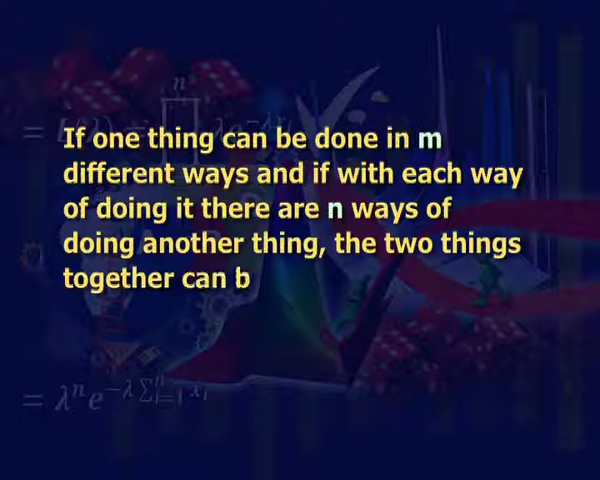 If one thing can be done in m
different ways and if with each way
of doing it there are n ways of
doing another thing, the two things
together can b